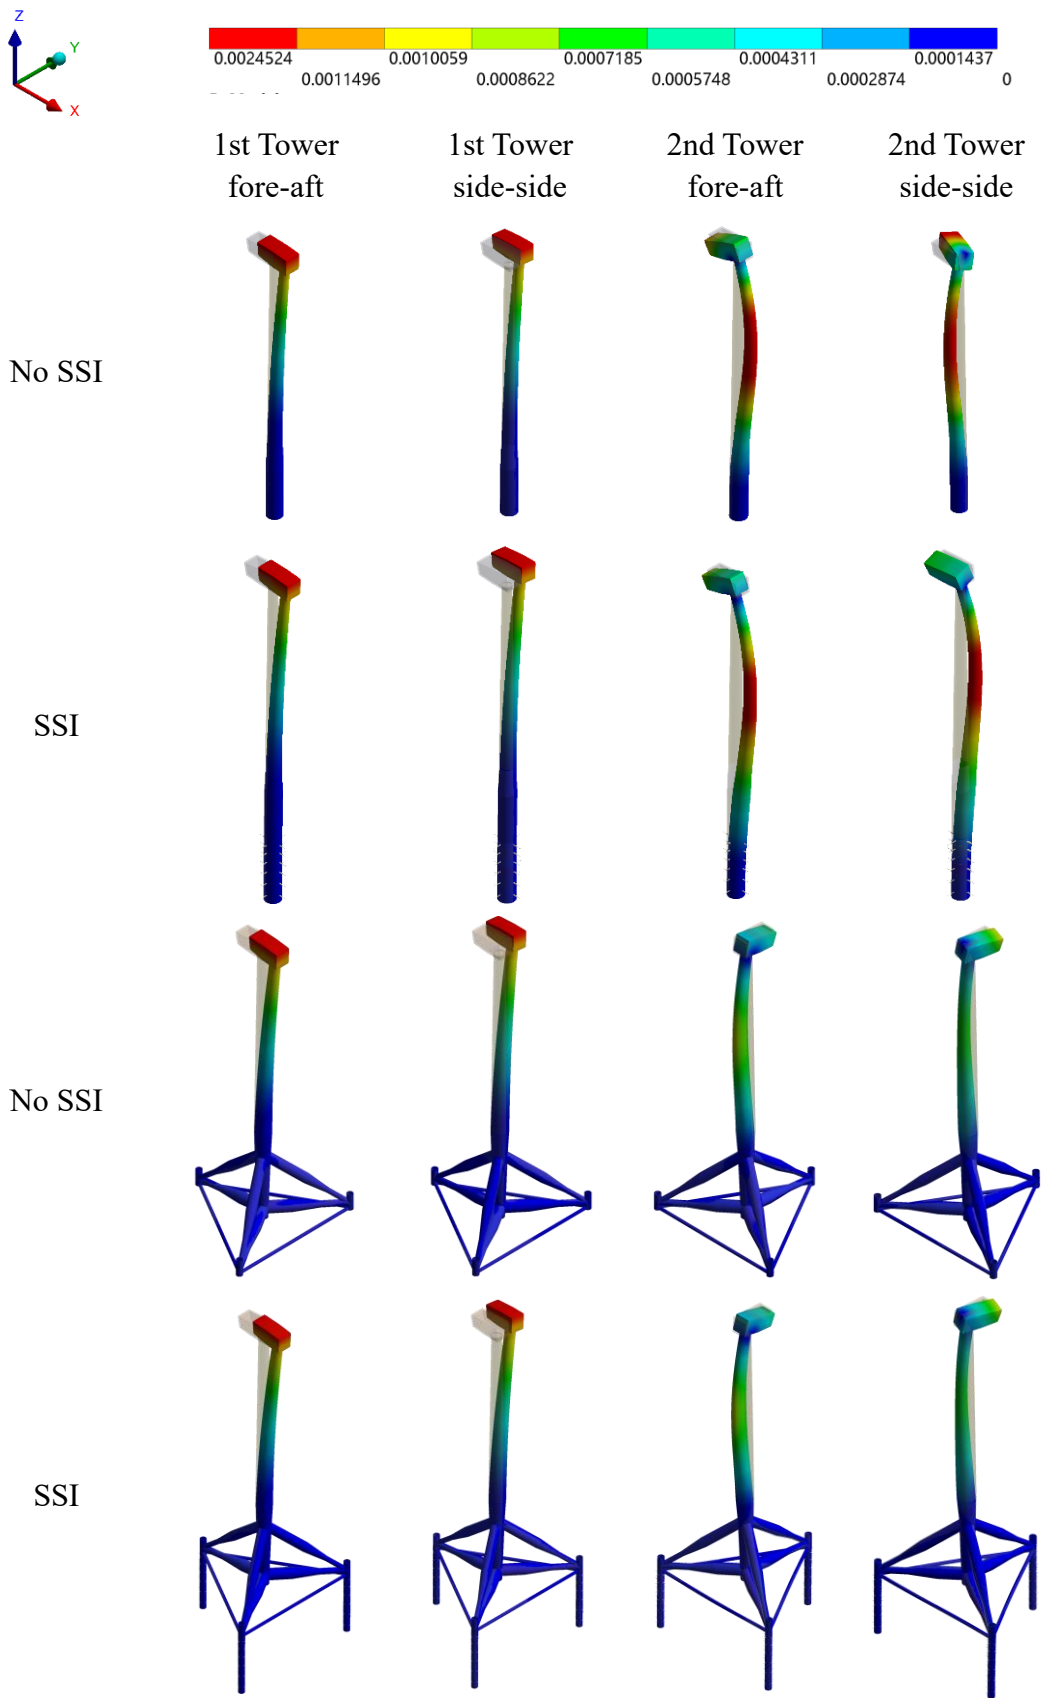 Z
Y
X
0.0024524 0.0010059 0.0007185 0.0004311 0.0001437
0.0011496 0.0008622 0.0005748 0.0002874 0
1st Tower 1st Tower 2nd Tower 2nd Tower
fore-aft side-side fore-aft side-side
No SSI
SSI
No SSI
SSI